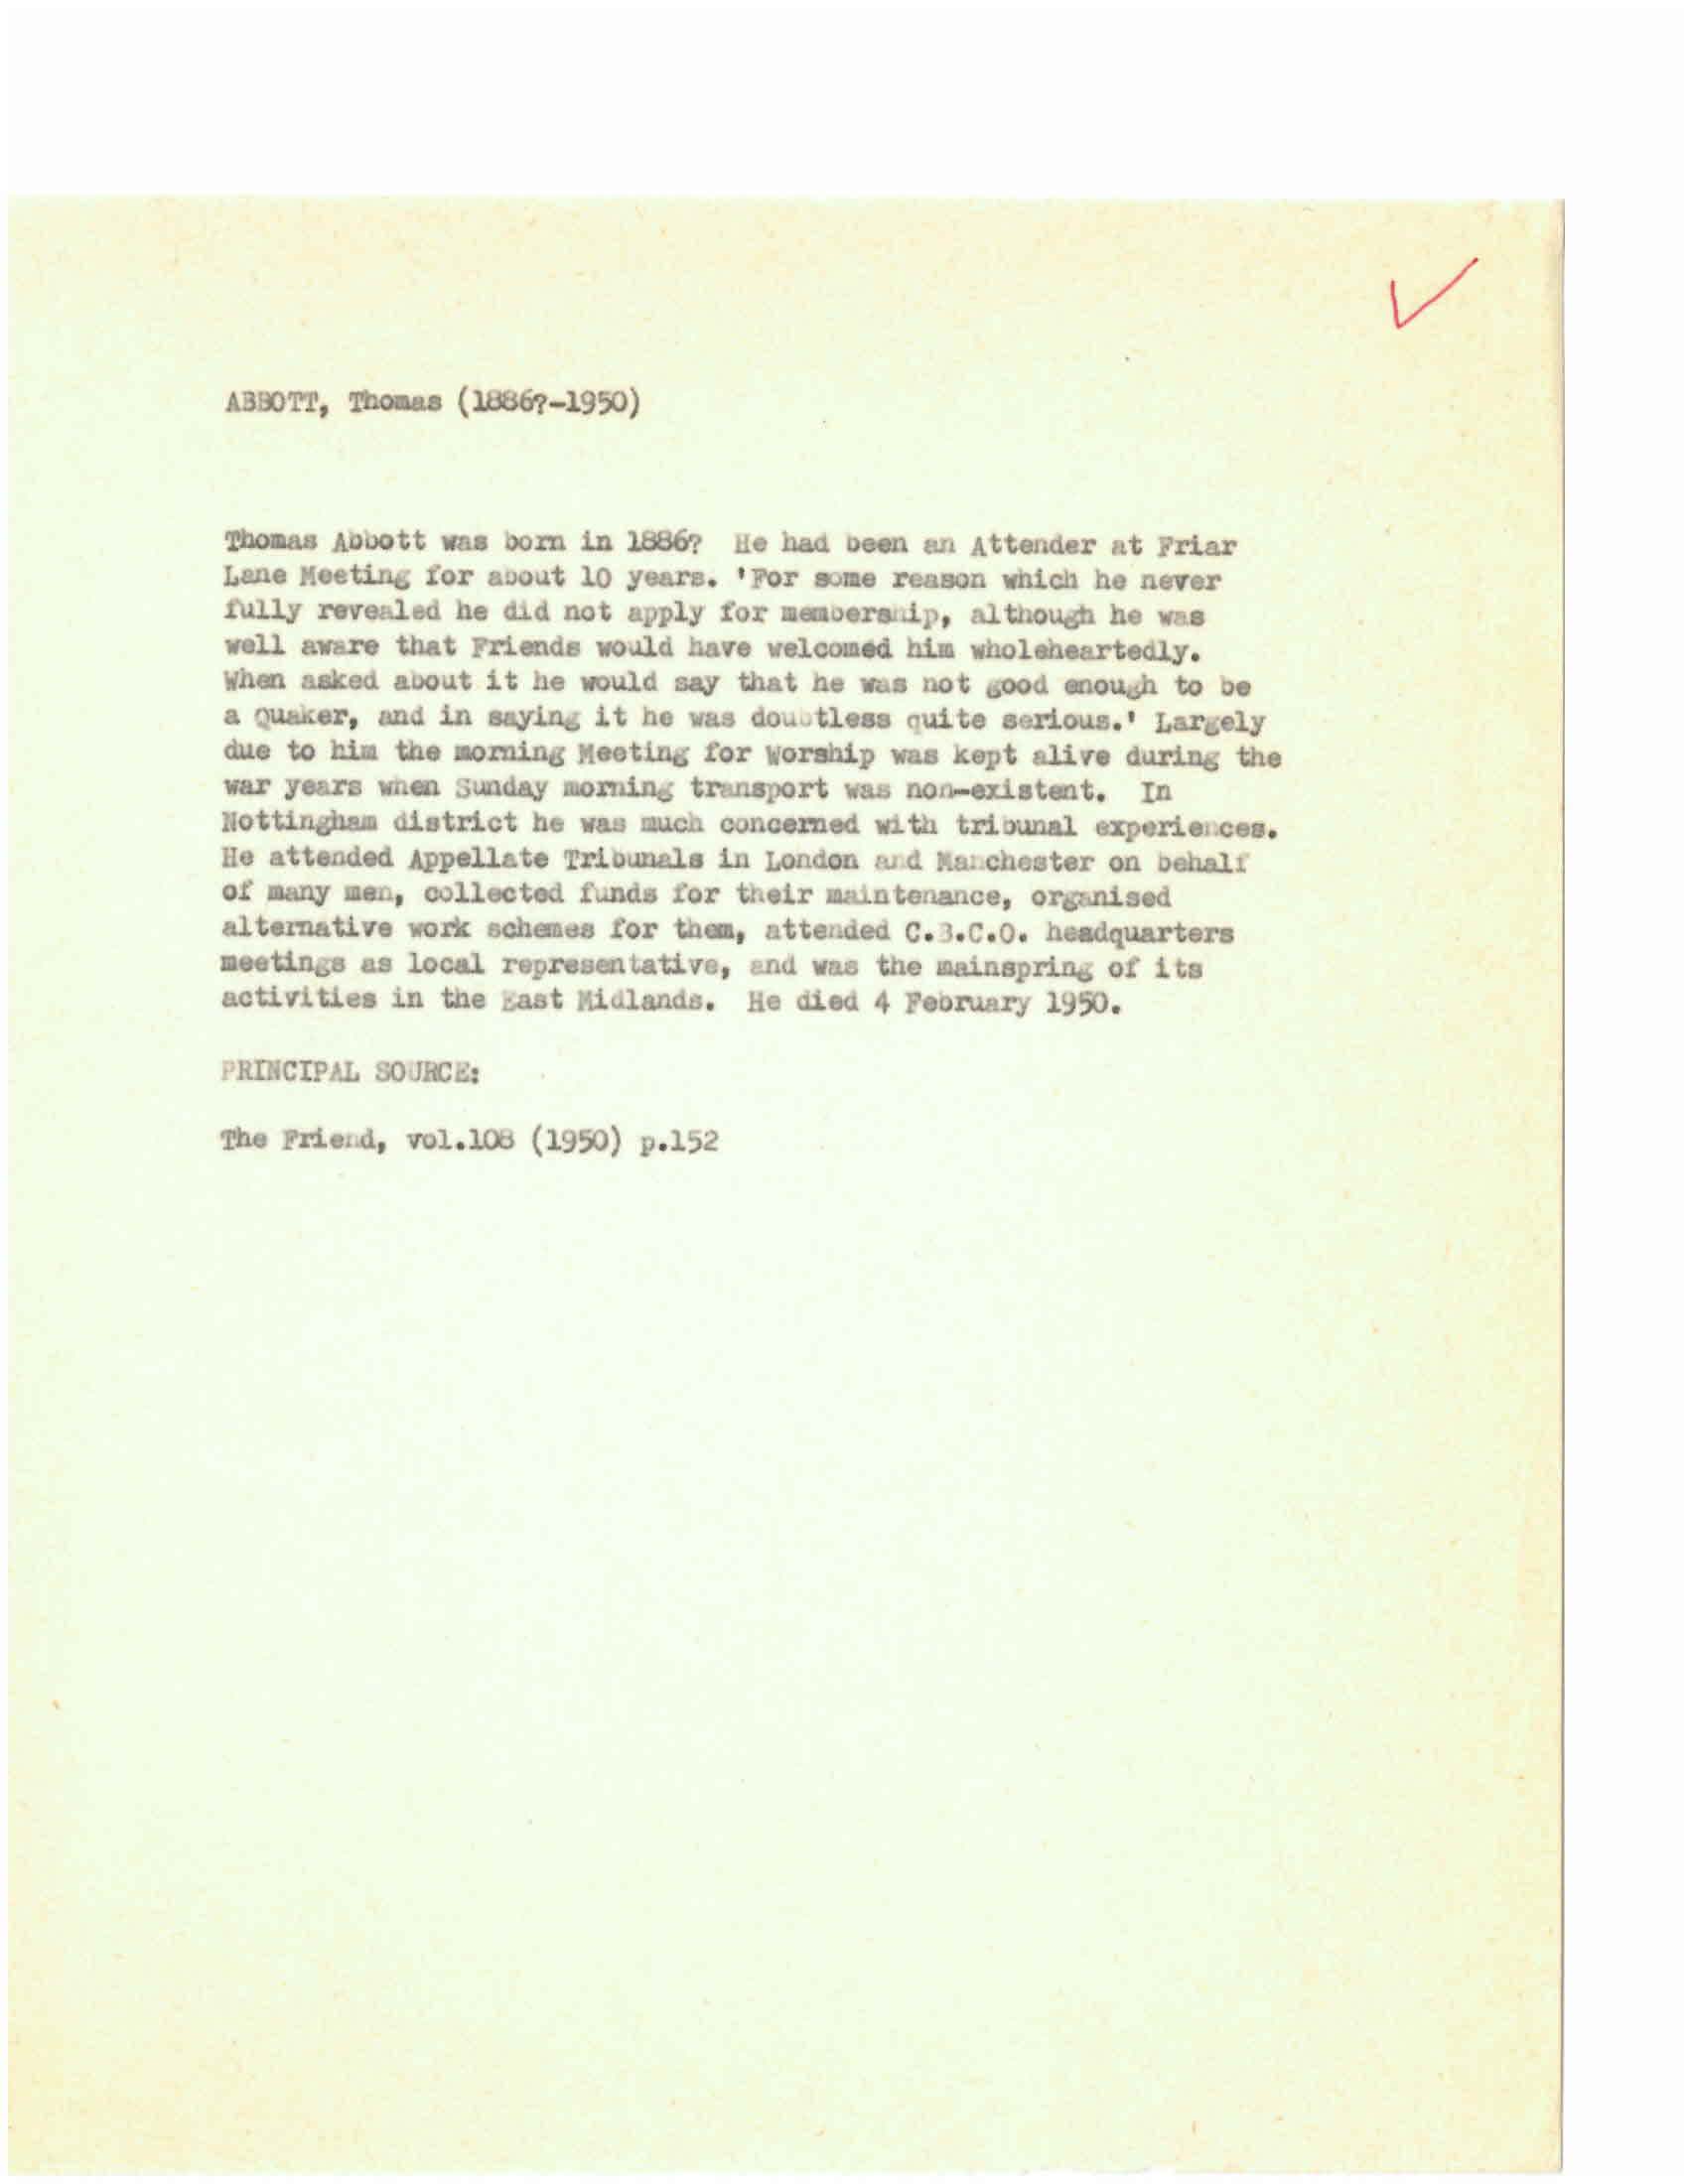 ABBOTT, Thomas (1886?-1950)
Thomas Abbott was born in 1886? He had been an Attender at Friar
Lane Meeting for about 10 years. 'For some reason which he never
fully revealed he did not apply for membership, although he was
well aware that Friends would have welcomed him wholeheartedly.
When asked about it he would say that he was not good enough to be
a Quaker, and in saying it he was doubtless quite serious.' Largely
due to him the morning Meeting for Worship was kept alive during the
war years when Sunday morning transport was non-existent. In
Nottingham district he was much concerned with tribunal experiences.
He attended Appellate Tribunals in London and Manchester on behalf
of many men, collected funds for their maintenance, organised
alternative work schemes for them, attended C.B.C.O. headquarters
meetings as local representative, and was the mainspring of its
activities in the East Midlands. He died 4 February 1950.
PRINCIPAL SOURCE:
The Friend, vol.108 (1950) p.152